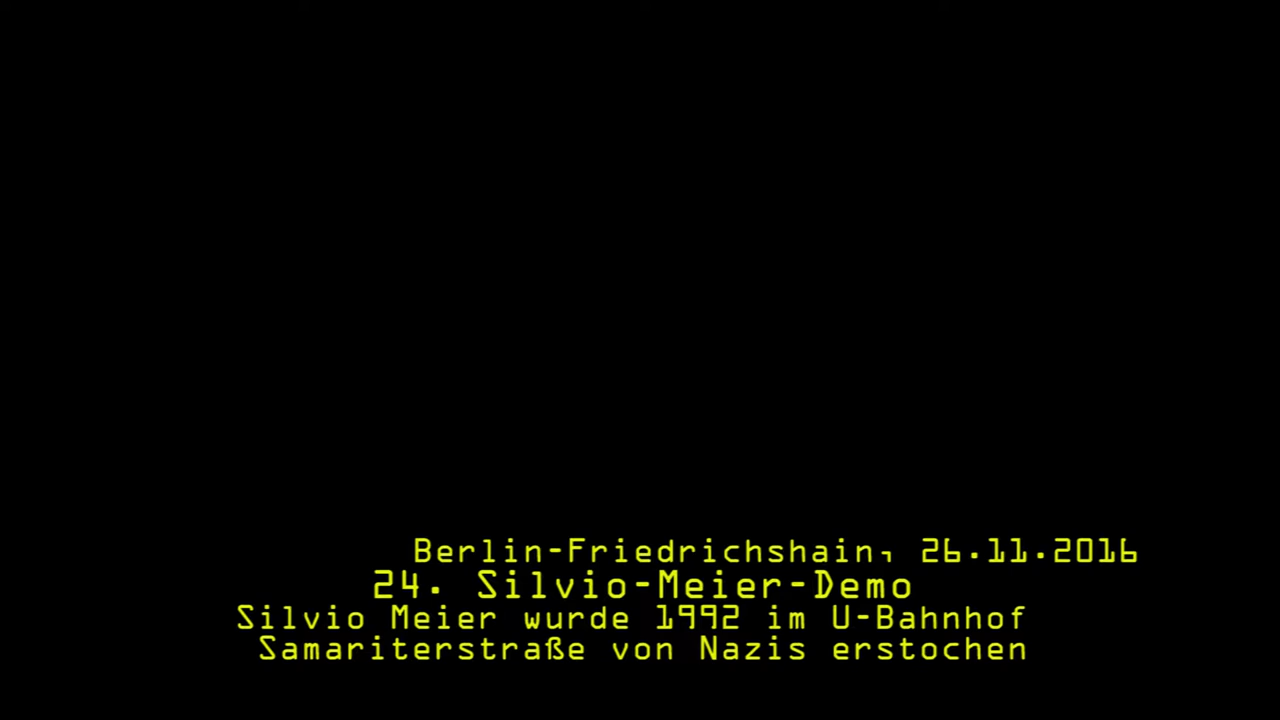 Berlin-Friedrichshain, 26.11.2016
24. Silvio-Meier-Demo
Silvio Meier wurde 1992 im U-Bahnhof
Samariterstraße von Nazis erstochen